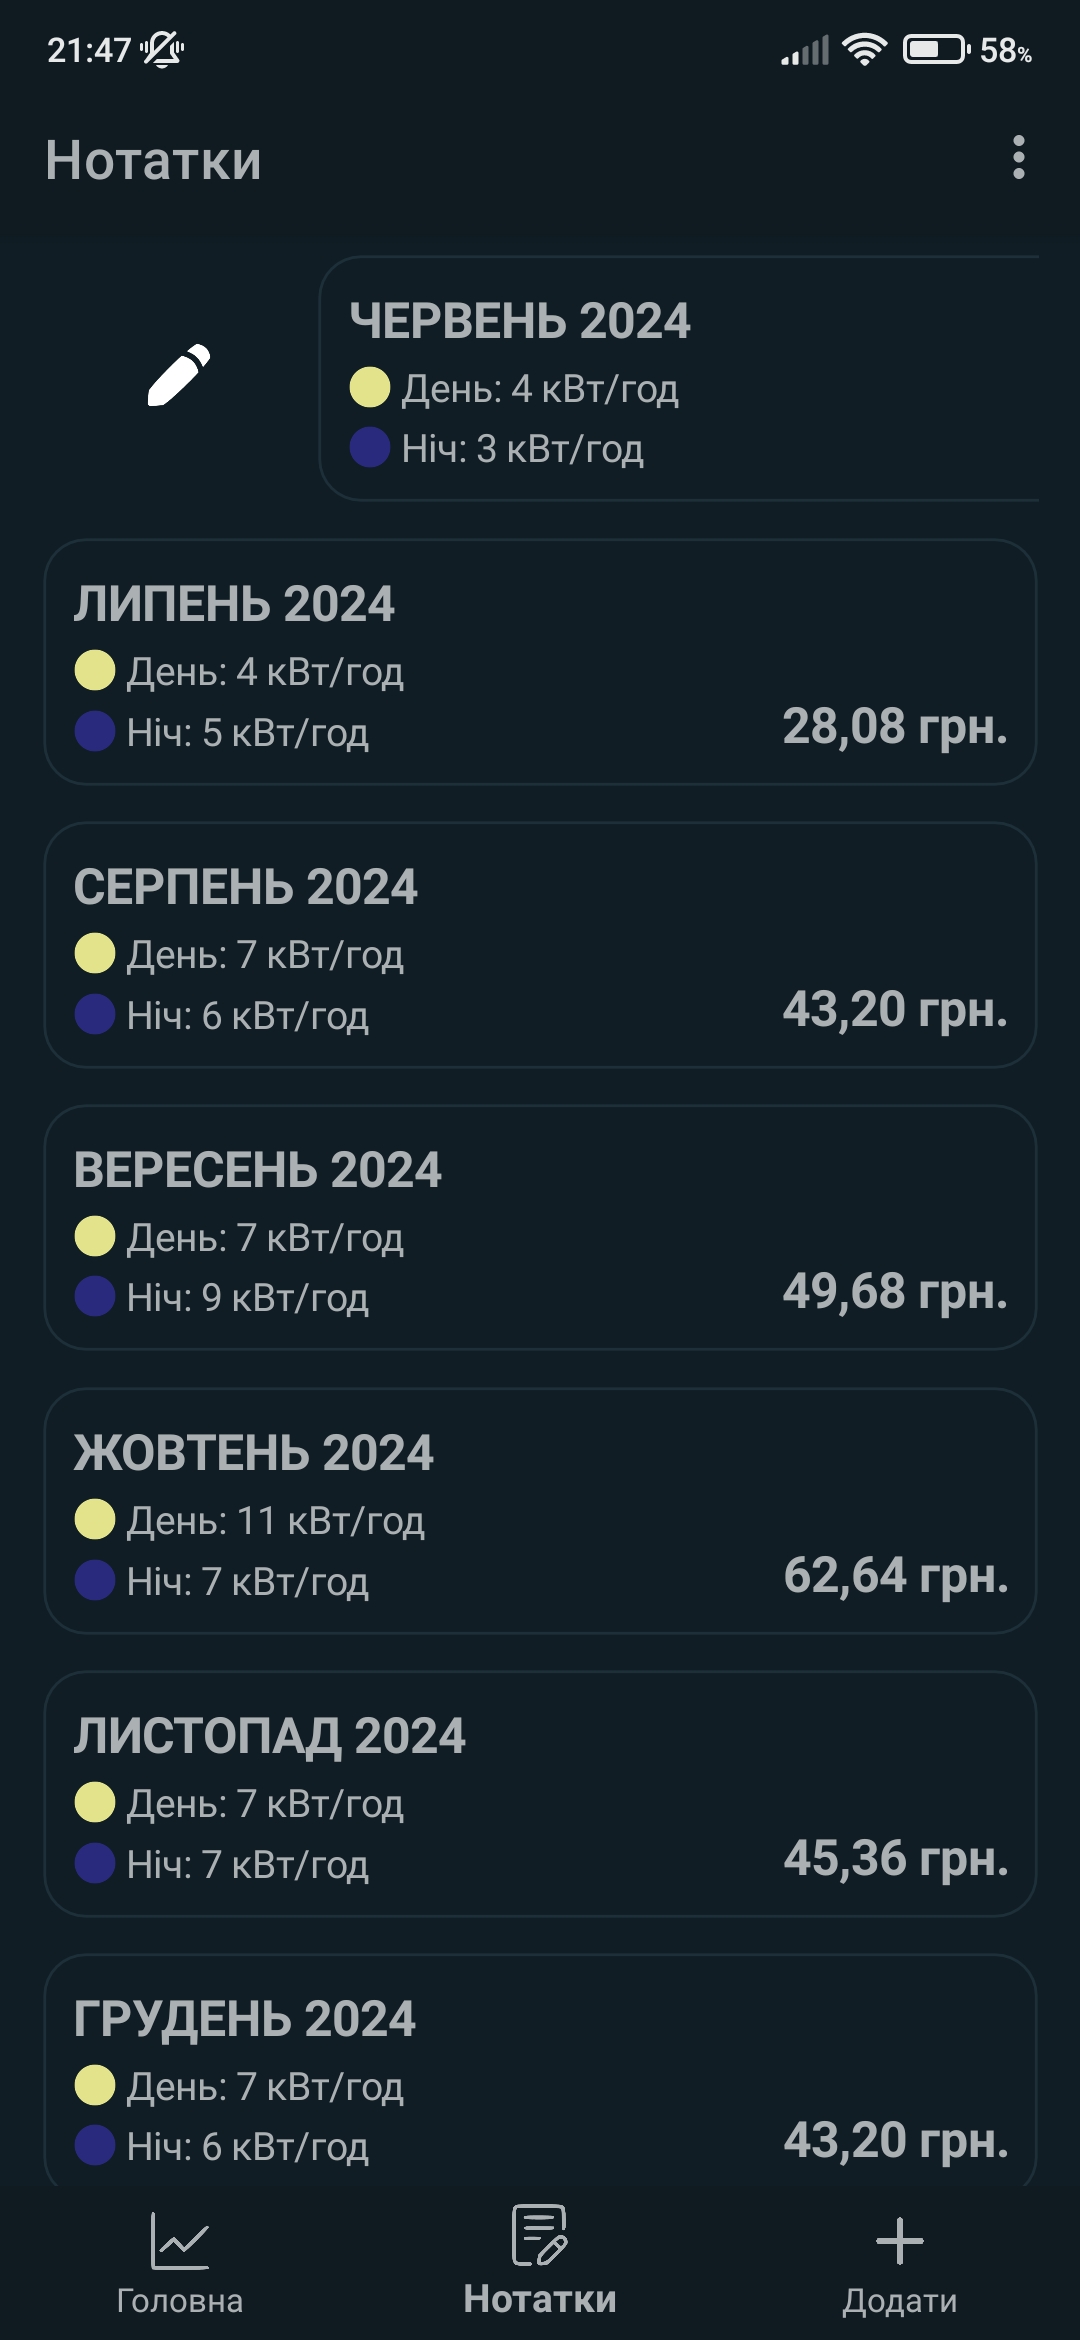 21:47
58%
Нотатки
ЧЕРВЕНЬ 2024
День: 4 кВт/год
Ніч: 3 кВт/год
ЛИПЕНЬ 2024
День: 4 кВт/год
Ніч: 5 кВт/год
28,08 грн.
СЕРПЕНЬ 2024
День: 7 кВт/год
Ніч: 6 кВт/год
43,20 грн.
ВЕРЕСЕНЬ 2024
День: 7 кВт/год
Ніч: 9 кВт/год
49,68 грн.
ЖОВТЕНЬ 2024
День: 11 кВт/год
Ніч: 7 кВт/год
62,64 грн.
ЛИСТОПАД 2024
День: 7 кВт/год
Ніч: 7 кВт/год
45,36 грн.
ГРУДЕНЬ 2024
День: 7 кВт/год
Ніч: 6 кВт/год
43,20 грн.
Головна
Нотатки
Додати